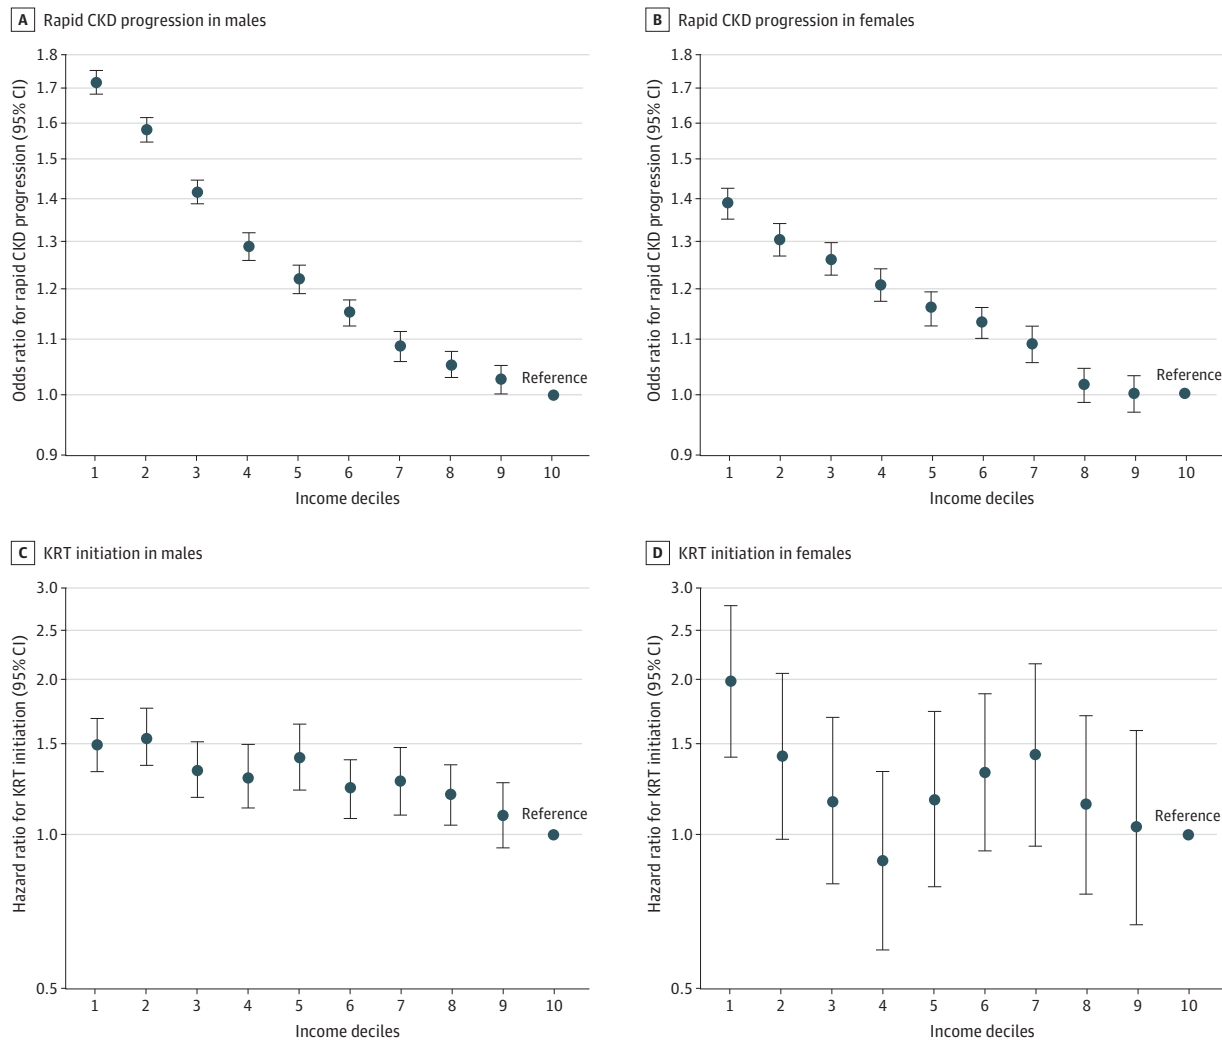 A Rapid CKD progression in males
Odds ratio for rapid CKD progression (95% CI)
1.8
1.7
1.6
1.5
1.4
1.3
1.2
1.1
1.0
0.9
Reference
1 2 3 4 5 6 7 8 9 10
Income deciles
B Rapid CKD progression in females
Odds ratio for rapid CKD progression (95% CI)
1.8
1.7
1.6
1.5
1.4
1.3
1.2
1.1
1.0
0.9
Reference
1 2 3 4 5 6 7 8 9 10
Income deciles
C KRT initiation in males
Hazard ratio for KRT initiation (95% CI)
3.0
2.5
2.0
1.5
1.0
0.5
Reference
1 2 3 4 5 6 7 8 9 10
Income deciles
D KRT initiation in females
Hazard ratio for KRT initiation (95% CI)
3.0
2.5
2.0
1.5
1.0
0.5
Reference
1 2 3 4 5 6 7 8 9 10
Income deciles